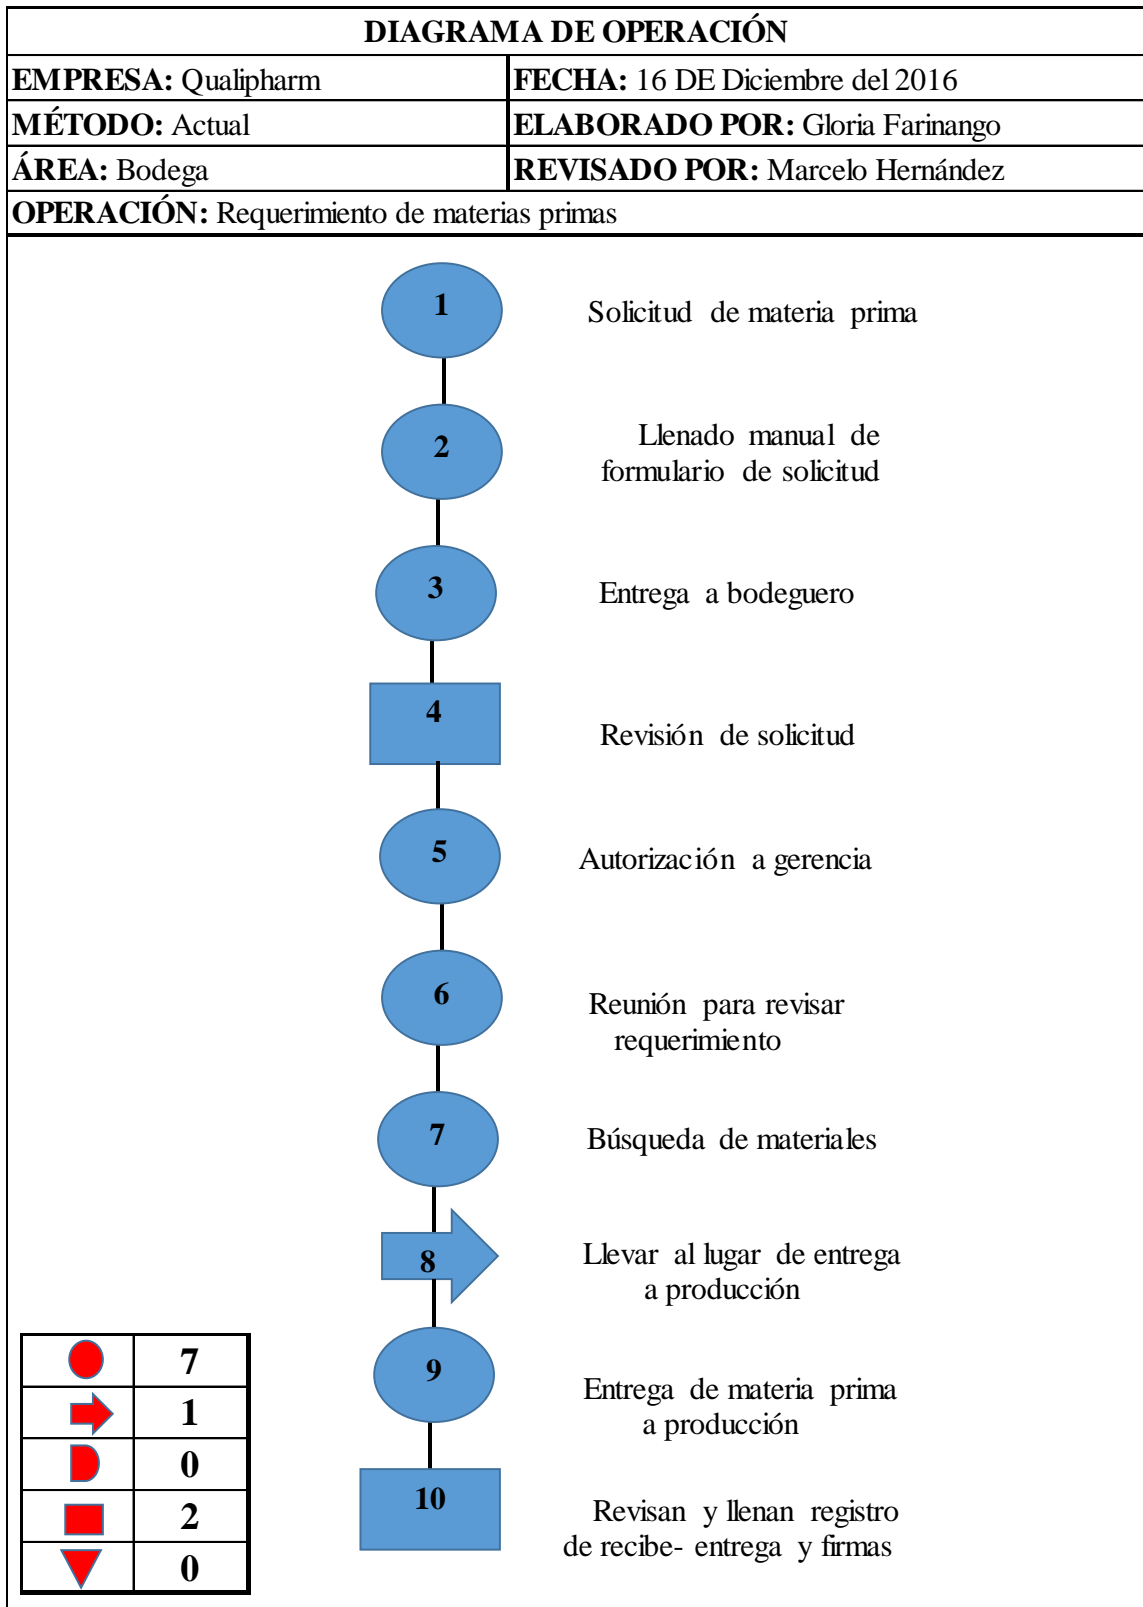 DIAGRAMA DE OPERACIÓN
EMPRESA: Qualipharm
FECHA: 16 DE Diciembre del 2016
MÉTODO: Actual
ELABORADO POR: Gloria Farinango
ÁREA: Bodega
REVISADO POR: Marcelo Hernández
OPERACIÓN: Requerimiento de materias primas
1
Solicitud de materia prima
2
Llenado manual de
formulario de solicitud
3
Entrega a bodeguero
4
Revisión de solicitud
5
Autorización a gerencia
6
Reunión para revisar
requerimiento
7
Búsqueda de materiales
8
Llevar al lugar de entrega
a producción
9
Entrega de materia prima
a producción
10
Revisan y llenan registro
de recibe- entrega y firmas
7
1
0
2
0